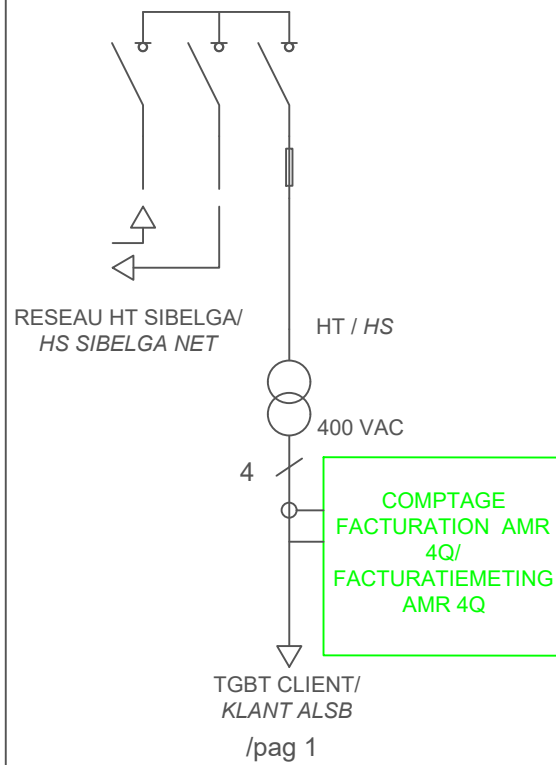 RESEAU HT SIBELGA/
HS SIBELGA NET
HT / HS
400 VAC
4
COMPTAGE
FACTURATION AMR
4Q/
FACTURATIEMETING
AMR 4Q
TGBT CLIENT/
KLANT ALSB
/pag 1